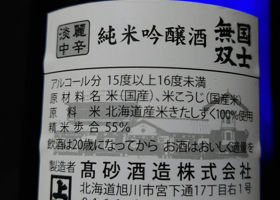 淡麗中辛
純米吟醸酒
国士無双
アルコール分 15度以上16度未満
原材料名 米(国産)、米こうじ(国産米)
原料米 北海道産米きたしずく100%使用
精米歩合 55%
飲酒は20歳になってから お酒はおいしく適量を
製造者 髙砂酒造株式会社
上
北海道旭川市宮下通17丁目右1号